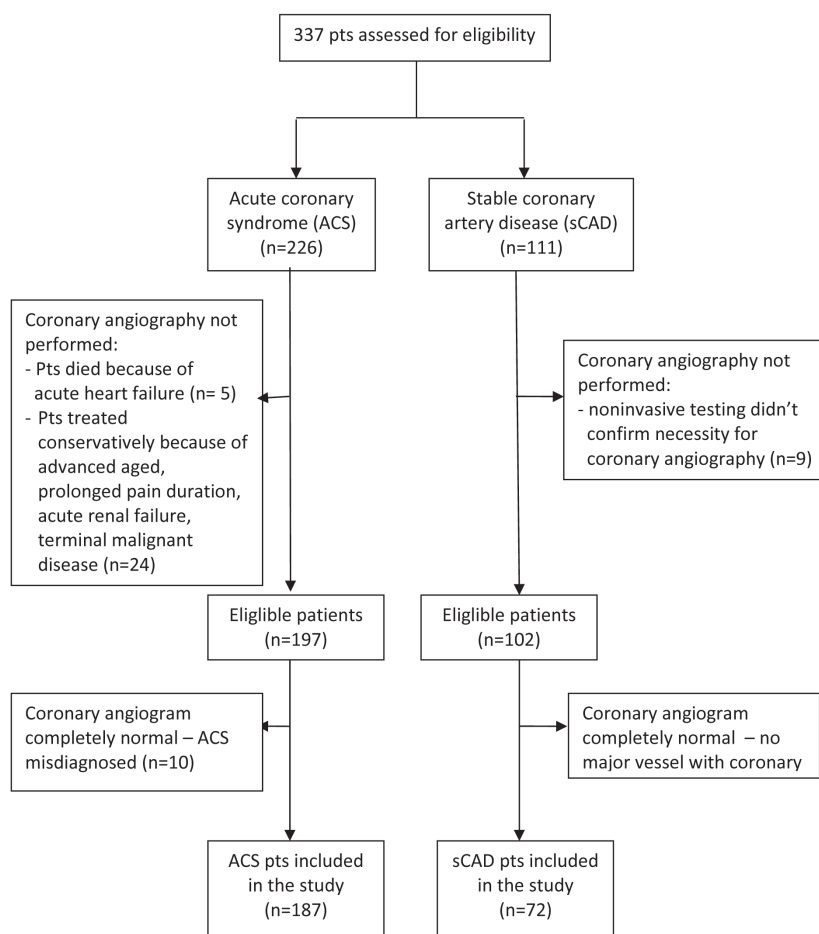 337 pts assessed for eligibility
Acute coronary
syndrome (ACS)
(n=226)
Stable coronary
artery disease (sCAD)
(n=111)
Coronary angiography not
performed:
- Pts died because of
acute heart failure (n= 5)
- Pts treated
conservatively because of
advanced aged,
prolonged pain duration,
acute renal failure,
terminal malignant
disease (n=24)
Coronary angiography not
performed:
- noninvasive testing didn’t
confirm necessity for
coronary angiography (n=9)
Eliglible patients
(n=197)
Eligible patients
(n=102)
Coronary angiogram
completely normal – ACS
misdiagnosed (n=10)
Coronary angiogram
completely normal – no
major vessel with coronary
ACS pts included
in the study
(n=187)
sCAD pts included
in the study
(n=72)